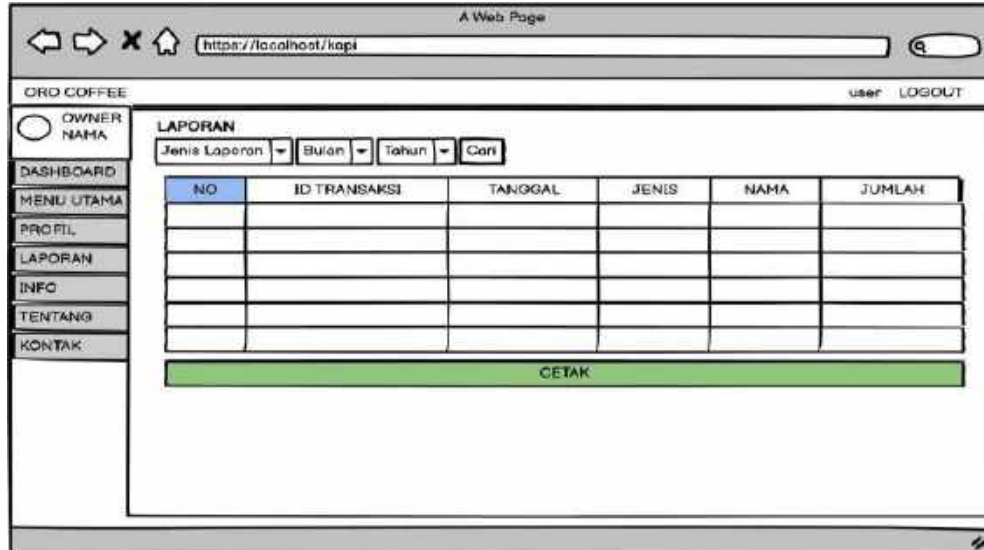 A Web Page
https://localhost/kopi
ORO COFFEE user LOGOUT
OWNER
NAMA
DASHBOARD
MENU UTAMA
PROFIL
LAPORAN
INFO
TENTANG
KONTAK
LAPORAN
Jenis Laporan Bulan Tahun Cari
NO ID TRANSAKSI TANGGAL JENIS NAMA JUMLAH
CETAK